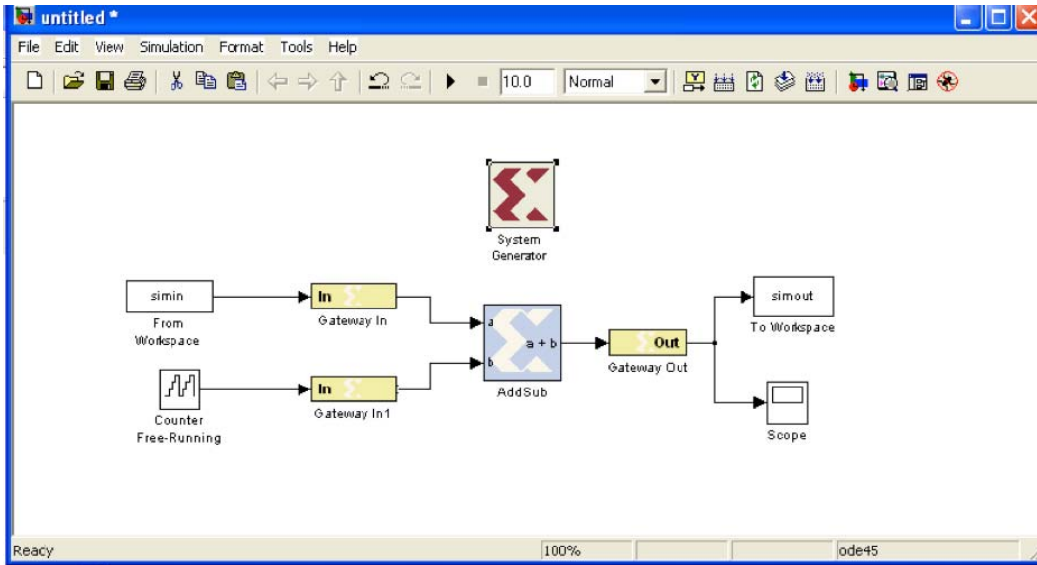 untitled *
File Edit View Simulation Format Tools Help
10.0 Normal
System
Generator
simin
From
Workspace
In
Gateway In
Counter
Free-Running
In
Gateway In1
a
b
a + b
AddSub
Out
Gateway Out
simout
To Workspace
Scope
Ready 100% ode45